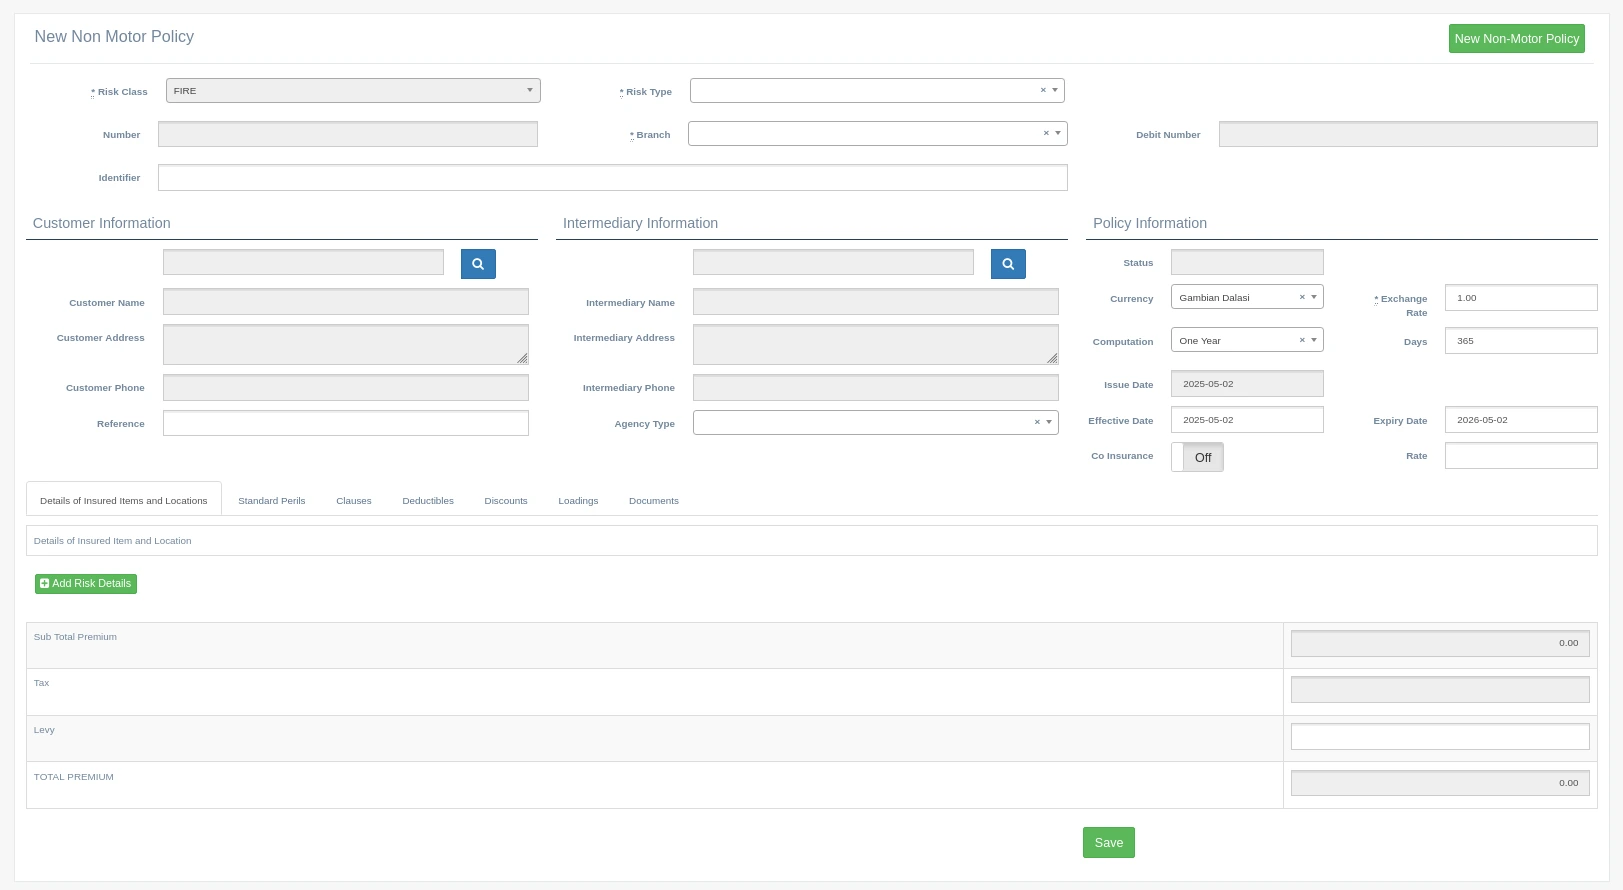 New Non Motor Policy
New Non-Motor Policy
* Risk Class
FIRE
* Risk Type
×
Number
* Branch
×
Debit Number
Identifier
Customer Information
Intermediary Information
Policy Information
Status
Customer Name
Intermediary Name
Currency
Gambian Dalasi
×
* Exchange
Rate
1.00
Customer Address
Intermediary Address
Computation
One Year
×
Days
365
Customer Phone
Intermediary Phone
Issue Date
2025-05-02
Reference
Agency Type
×
Effective Date
2025-05-02
Expiry Date
2026-05-02
Co Insurance
Off
Rate
Details of Insured Items and Locations
Standard Perils
Clauses
Deductibles
Discounts
Loadings
Documents
Details of Insured Item and Location
Add Risk Details
Sub Total Premium
0.00
Tax
Levy
TOTAL PREMIUM
0.00
Save